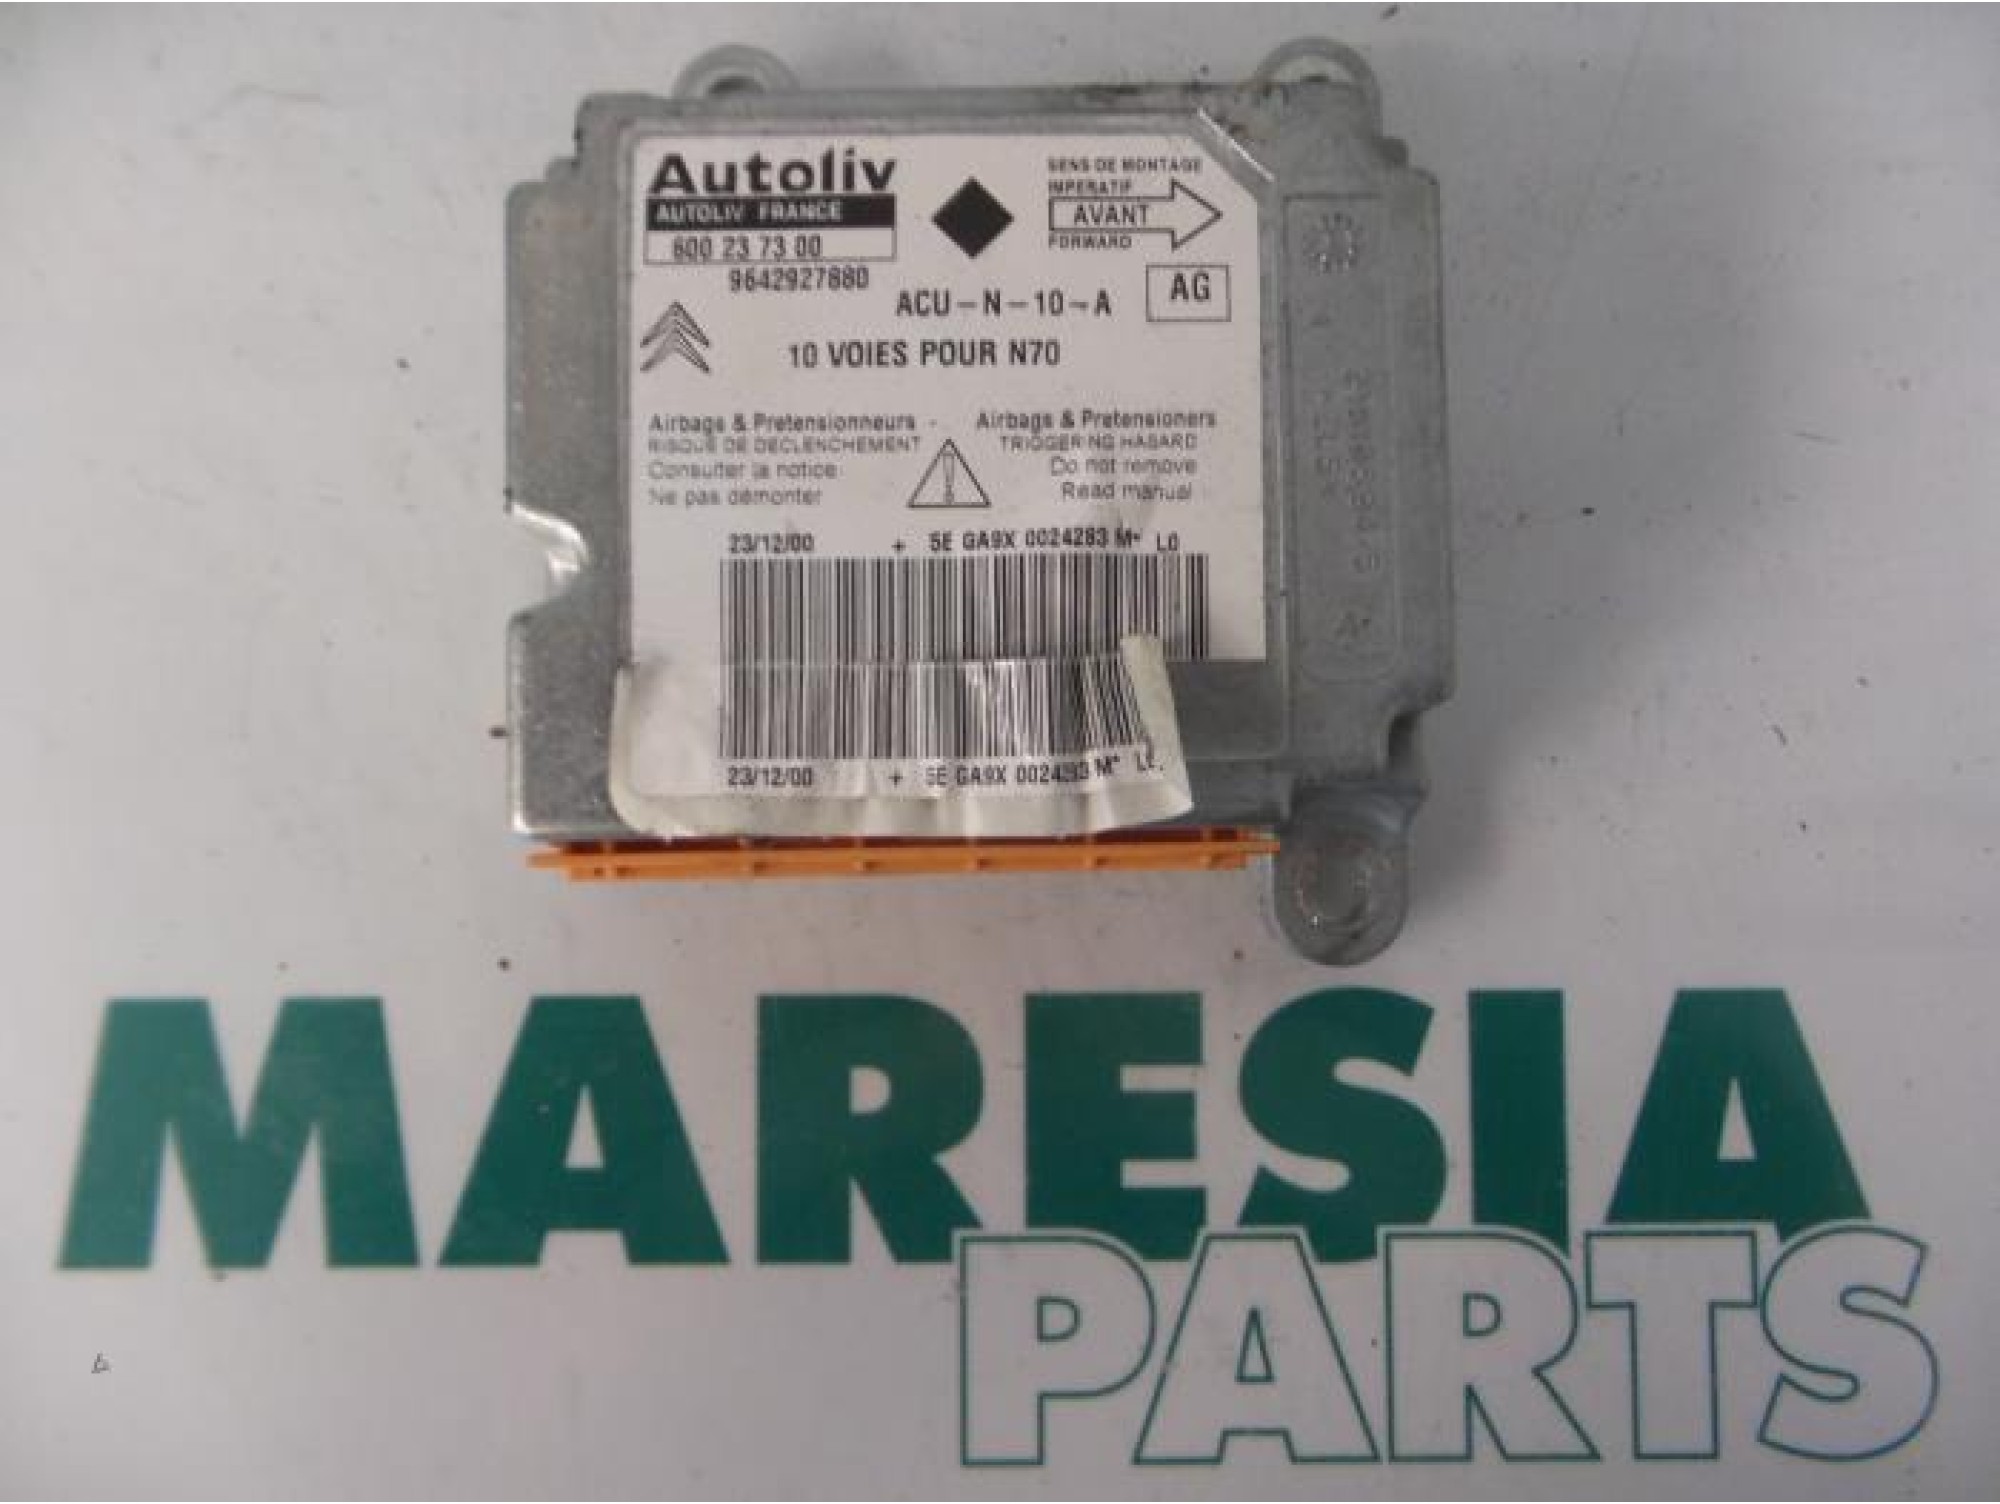 Autoliv
AUTOLIV FRANCE
600 23 73 00
9642927880
SENS DE MONTAGE
IMPERATIF
AVANT
FORWARD
ACU-N-10-A
AG
10 VOIES POUR N70
Airbags & Pretensionneurs - Airbags & Pretensioners
RISQUE DE DECLENCHEMENT TRIGGERING HASARD
Consulter la notice Do not remove
Ne pas démonter Read manual
23/12/00 + 5E GA9X 0024283 M* L0
23/12/00 + 5E GA9X 0024283 M*
MARESIA
PARTS